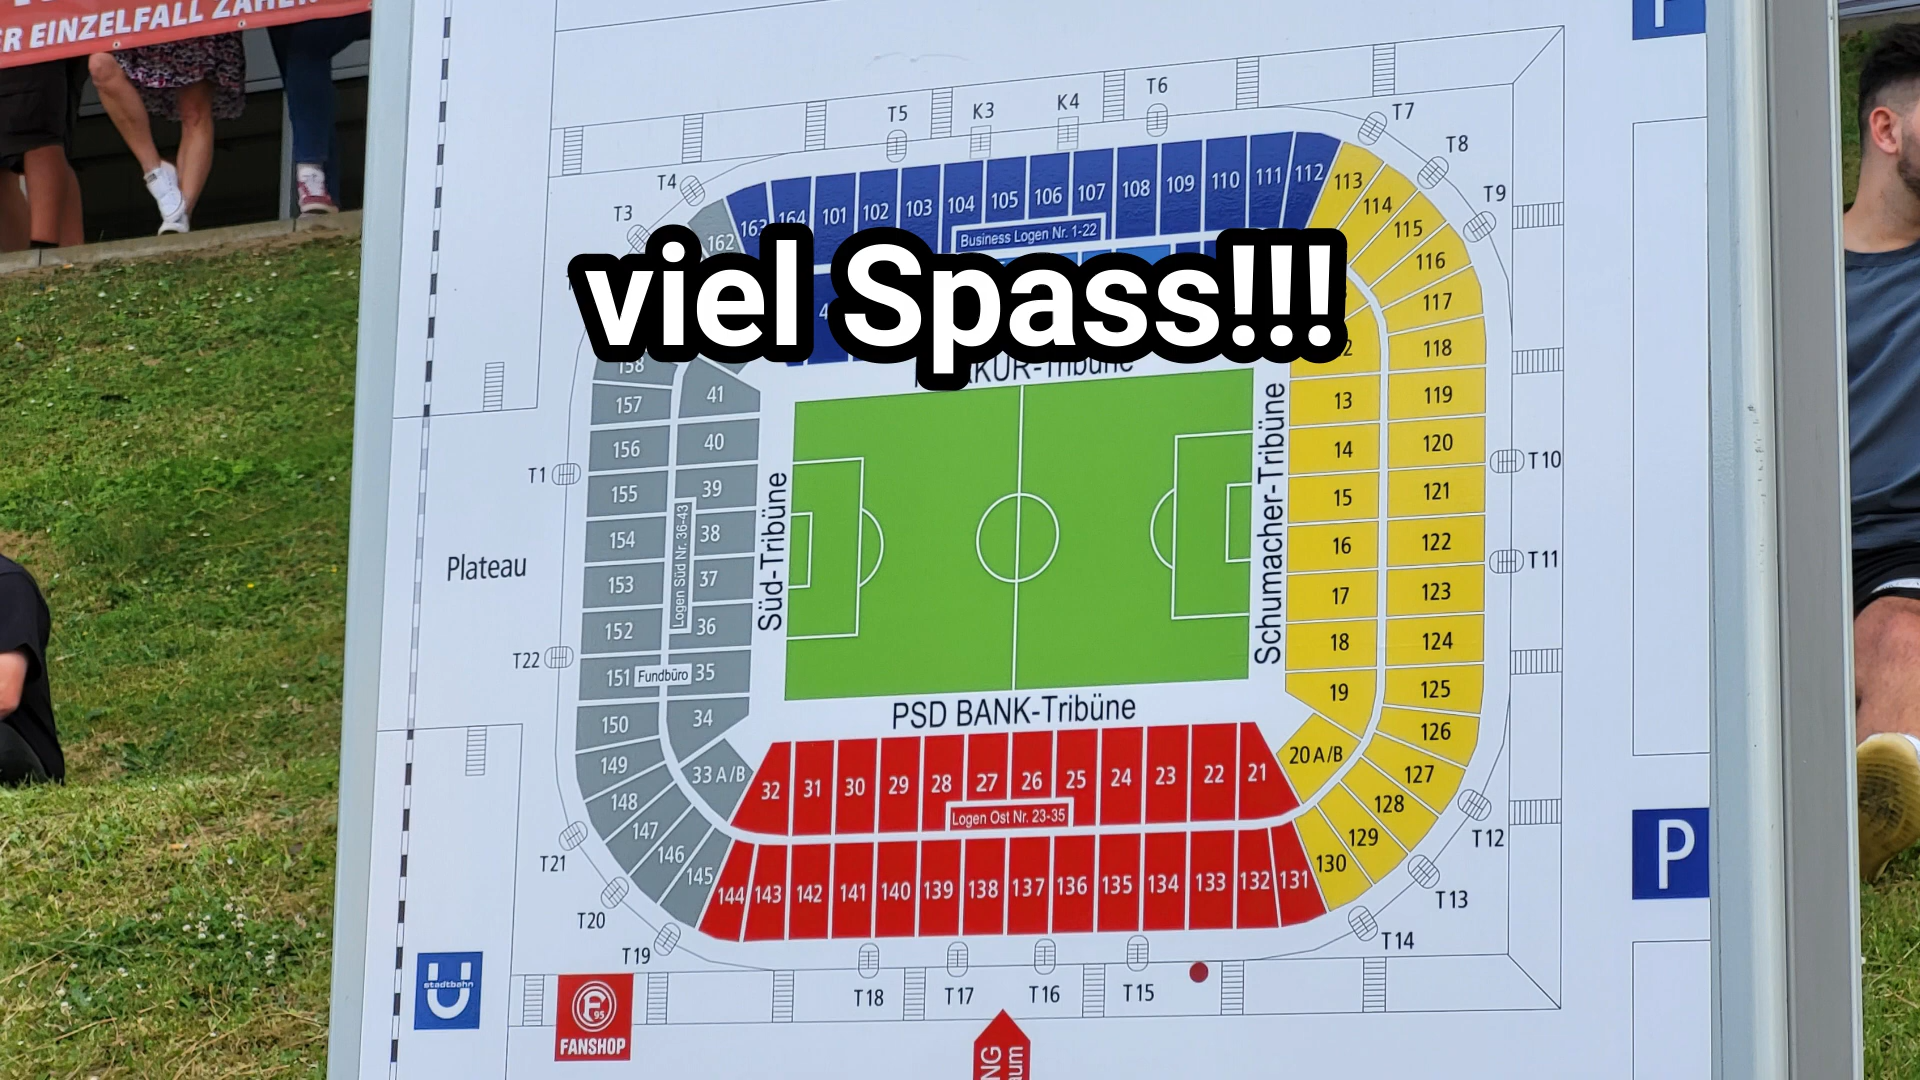 R EINZELFALL ZÄHLT
T5 K3 K4 T6 T7
T4 T8
T3 T9
163 164 101 102 103 104 105 106 107 108 109 110 111 112 113
162 114
115
116
117
118
Business Logen Nr. 1-22
viel Spass!!!
158
157 41 13 119
156 40 14 120
155 39 15 121
154 38 16 122
153 37 17 123
152 36 18 124
151 Fundbüro 35 19 125
150 34 126
149 33 A/B 20 A/B 127
148 128
147 129
146 130
145
T1
T10
T11
Plateau
T22
Logen Süd Nr. 36-43
Süd-Tribüne
Schumacher-Tribüne
PSD BANK-Tribüne
32 31 30 29 28 27 26 25 24 23 22 21
Logen Ost Nr. 23-35
144 143 142 141 140 139 138 137 136 135 134 133 132 131
T21 T12
T20 T13
T19 T14
T18 T17 T16 T15
P
U
stadtbahn
F
95
FANSHOP